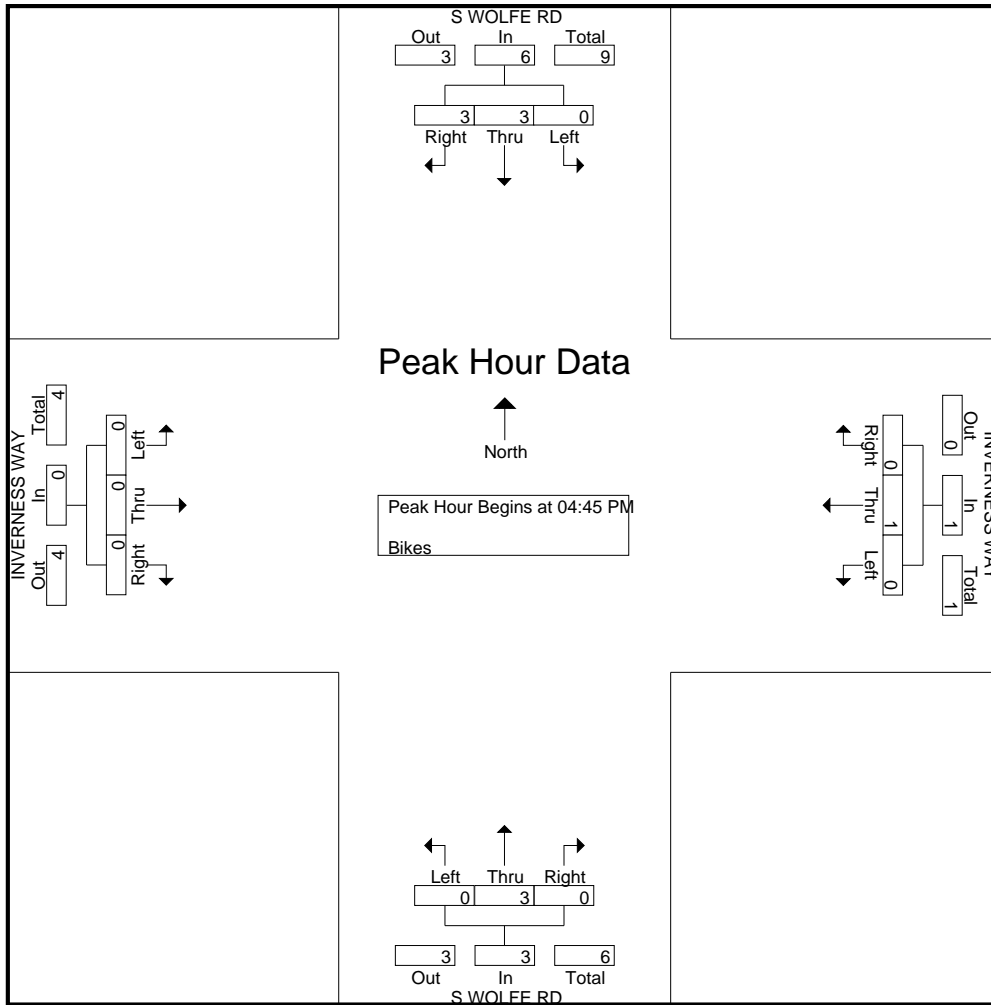 S WOLFE RD
Out In Total
3 6 9
3 3 0
Right Thru Left
Peak Hour Data
North
Peak Hour Begins at 04:45 PM
Bikes
INVERNESS WAY
Out In Total
4 0 4
0 0 0
Right Thru Left
INVERNESS WAY
Out In Total
0 1 1
0 1 0
Right Thru Left
Left Thru Right
0 3 0
3 3 6
Out In Total
S WOLFE RD